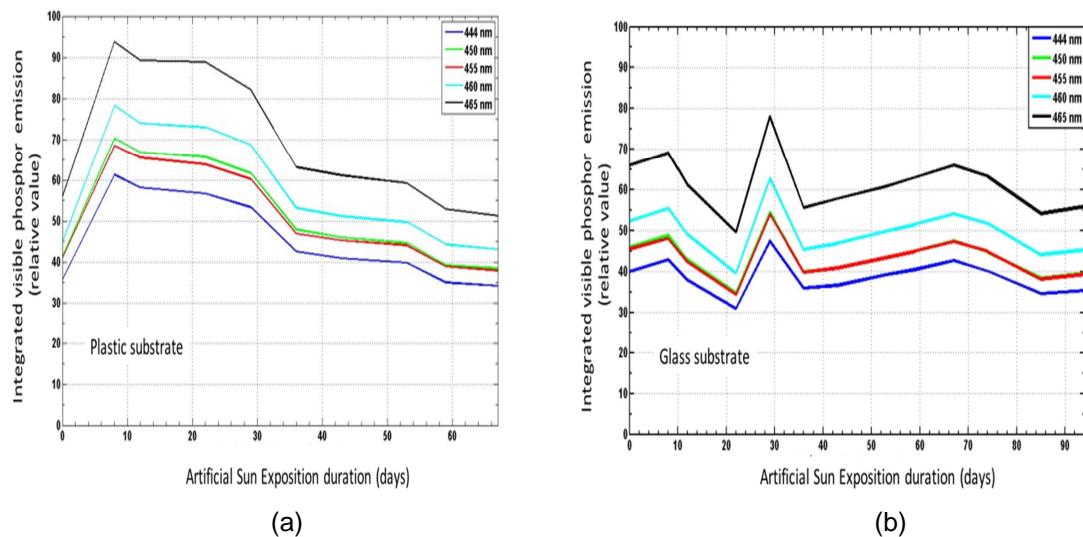 Integrated visible phosphor emission
(relative value)
100
90
80
70
60
50
40
30
20
10
0
444 nm
450 nm
455 nm
460 nm
465 nm
Plastic substrate
0 10 20 30 40 50 60
Artificial Sun Exposition duration (days)
(a)
Integrated visible phosphor emission
(relative value)
100
90
80
70
60
50
40
30
20
10
0
444 nm
450 nm
455 nm
460 nm
465 nm
Glass substrate
0 10 20 30 40 50 60 70 80 90
Artificial Sun Exposition duration (days)
(b)